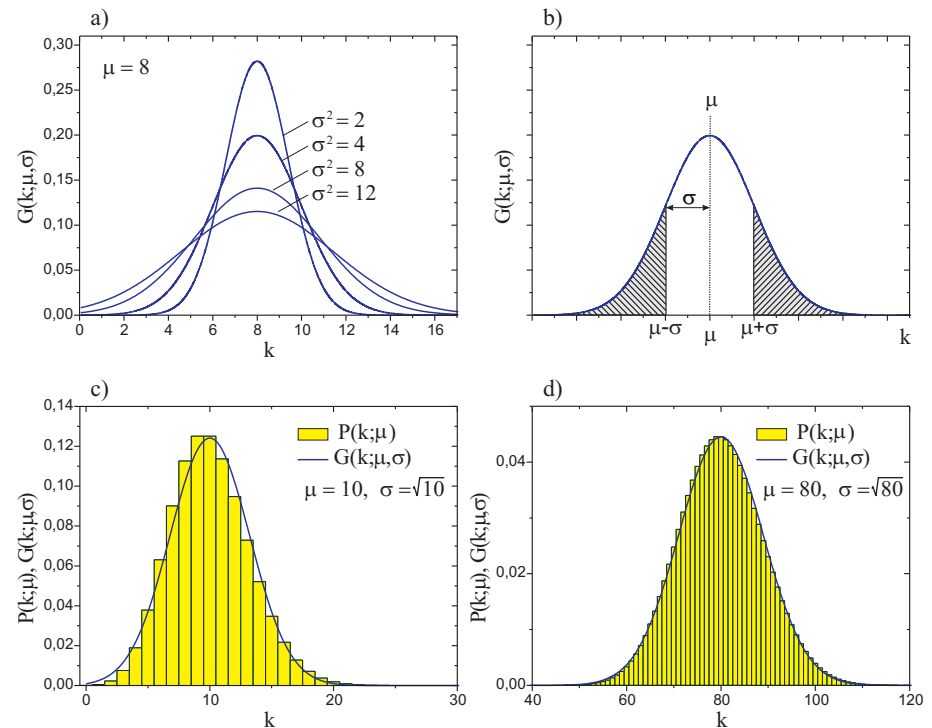 a)
G(k;μ,σ)
0,30
0,25
0,20
0,15
0,10
0,05
0,00
μ = 8
σ² = 2
σ² = 4
σ² = 8
σ² = 12
0 2 4 6 8 10 12 14 16
k
b)
G(k;μ,σ)
μ
σ
μ-σ μ μ+σ k
c)
P(k;μ), G(k;μ,σ)
0,14
0,12
0,10
0,08
0,06
0,04
0,02
0,00
P(k;μ)
G(k;μ,σ)
μ = 10, σ = √10
0 10 20 30
k
d)
P(k;μ), G(k;μ,σ)
0,04
0,02
0,00
P(k;μ)
G(k;μ,σ)
μ = 80, σ = √80
40 60 80 100 120
k